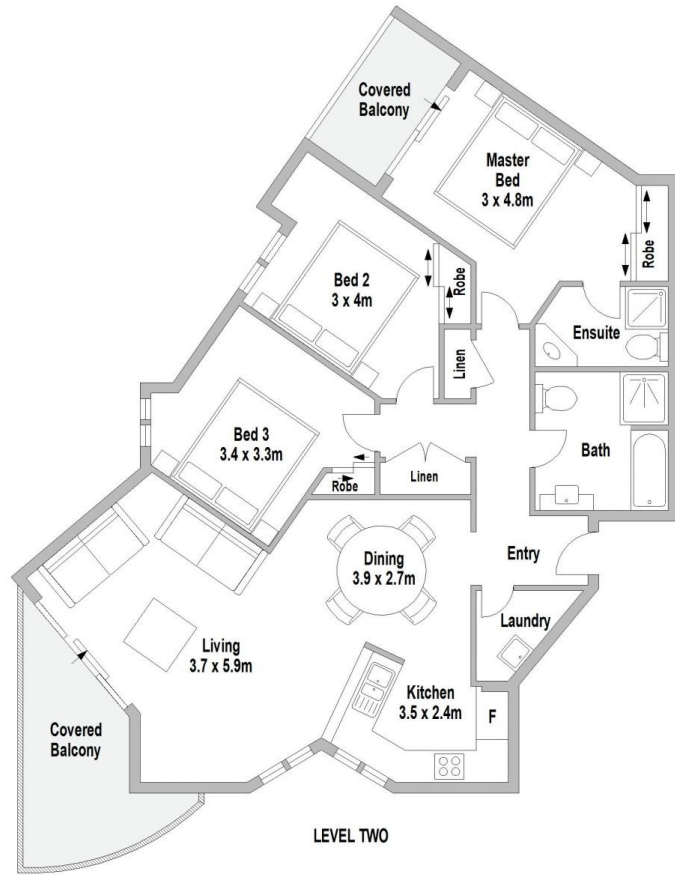 Covered
Balcony
Master
Bed
3 x 4.8m
Robe
Bed 2
3 x 4m
Robe
Ensuite
Linen
Bed 3
3.4 x 3.3m
Bath
Robe
Linen
Dining
3.9 x 2.7m
Entry
Laundry
Living
3.7 x 5.9m
Kitchen
3.5 x 2.4m
F
Covered
Balcony
LEVEL TWO